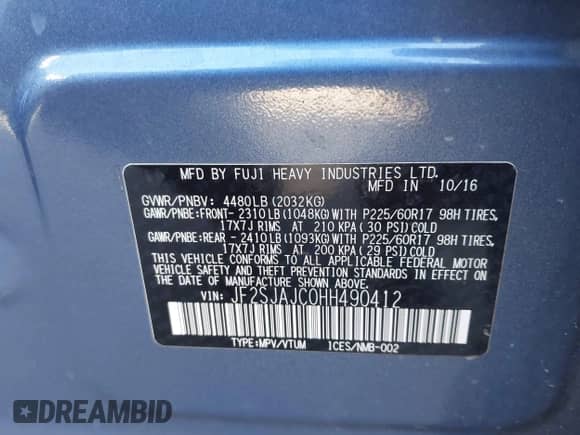 MFD BY FUJI HEAVY INDUSTRIES LTD.
MFD IN 10/16
GVWR/PNBV: 4480LB(2032KG)
GAWR/PNBE:FRONT- 2310LB(1048KG)WITH P225/60R17 98H TIRES,
17X7J RIMS AT 210 KPA(30 PSI)COLD
GAWR/PNBE:REAR - 2410LB(1093KG)WITH P225/60R17 98H TIRES,
17X7J RIMS AT 200 KPA(29 PSI)COLD
THIS VEHICLE CONFORMS TO ALL APPLICABLE FEDERAL MOTOR
VEHICLE SAFETY AND THEFT PREVENTION STANDARDS IN EFFECT ON
THE DATE OF MANUFACTURE SHOWN ABOVE.
VIN: JF2SJAJC0HH490412
TYPE:MPV/VTUM ICES/NMB-002
DREAMBID